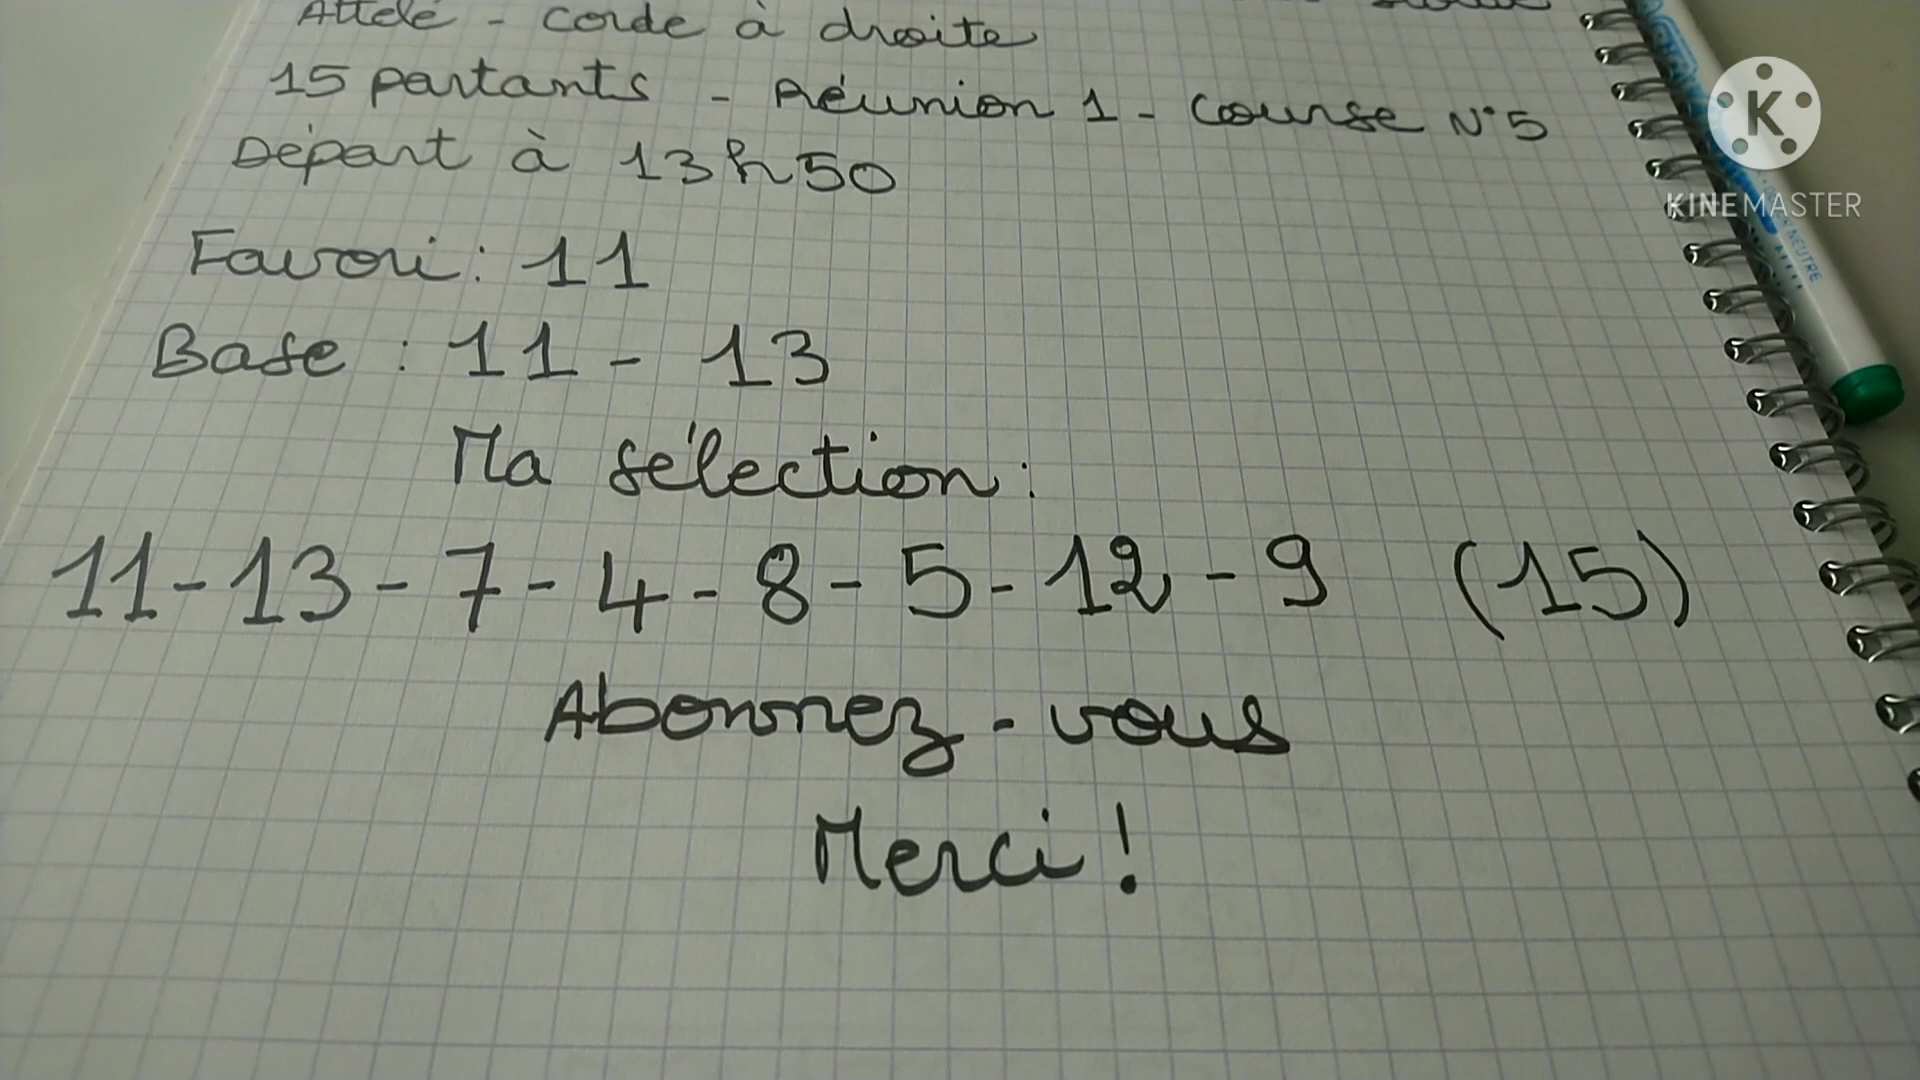 Attelé - corde à droite
15 partants - Réunion 1 - course N°5
Départ à 13h50
Favori : 11
Base : 11 - 13
Ma sélection :
11 - 13 - 7 - 4 - 8 - 5 - 12 - 9 (15)
Abonnez-vous
Merci !
KINEMASTER
NEUTRE